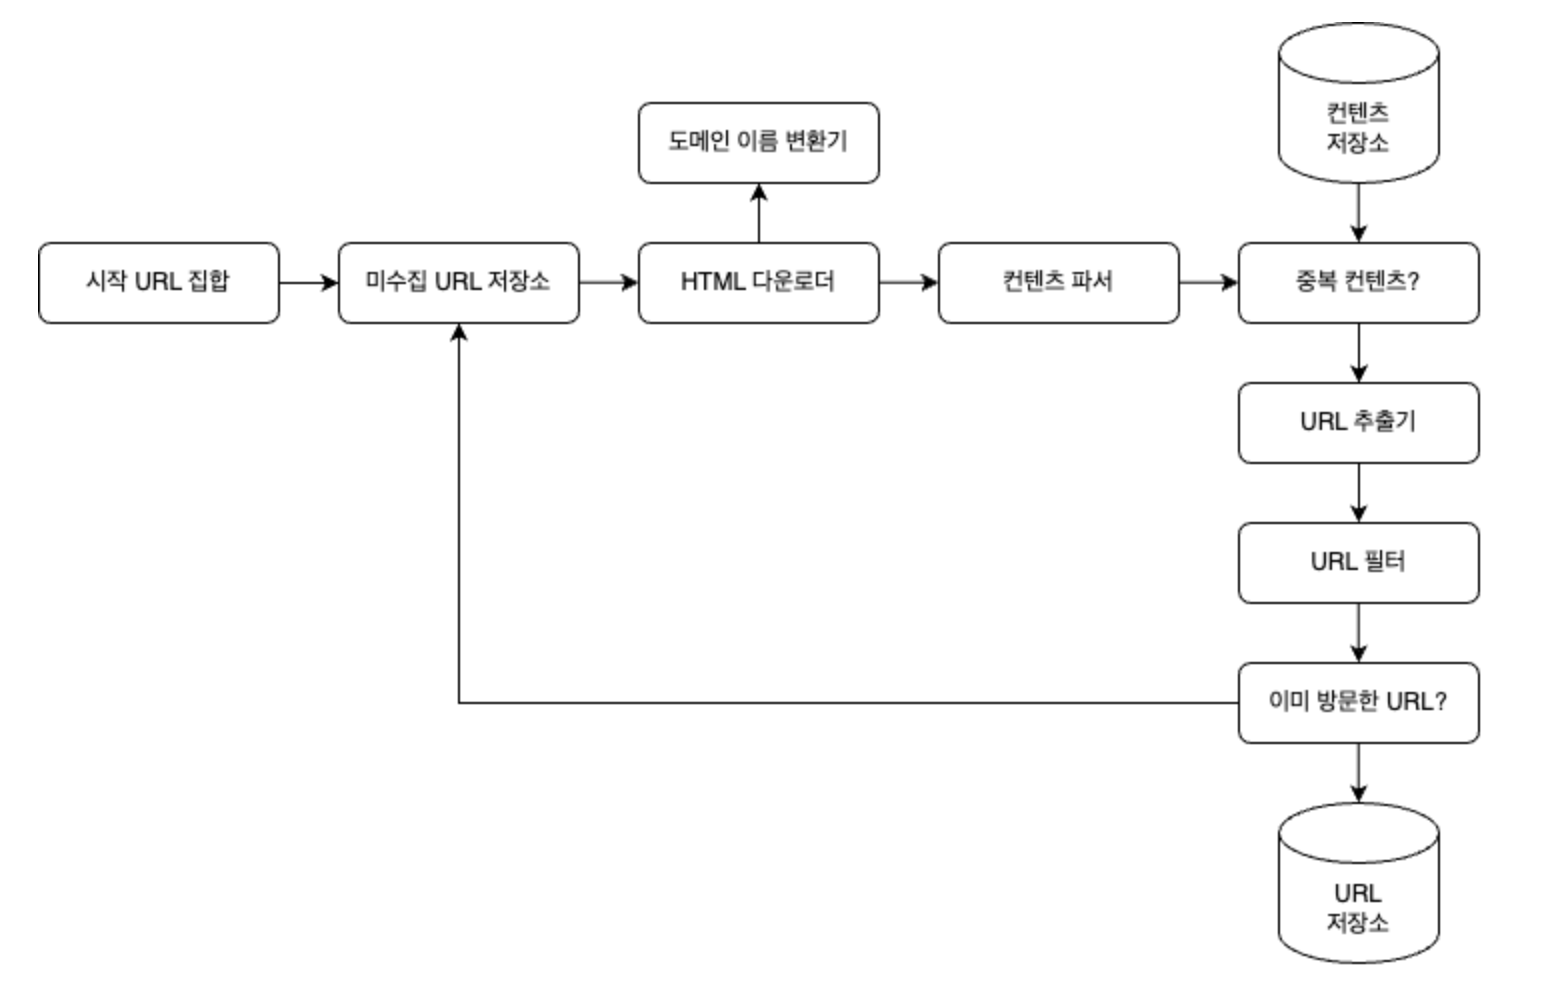 컨텐츠
저장소
도메인 이름 변환기
시작 URL 집합
미수집 URL 저장소
HTML 다운로더
컨텐츠 파서
중복 컨텐츠?
URL 추출기
URL 필터
이미 방문한 URL?
URL
저장소